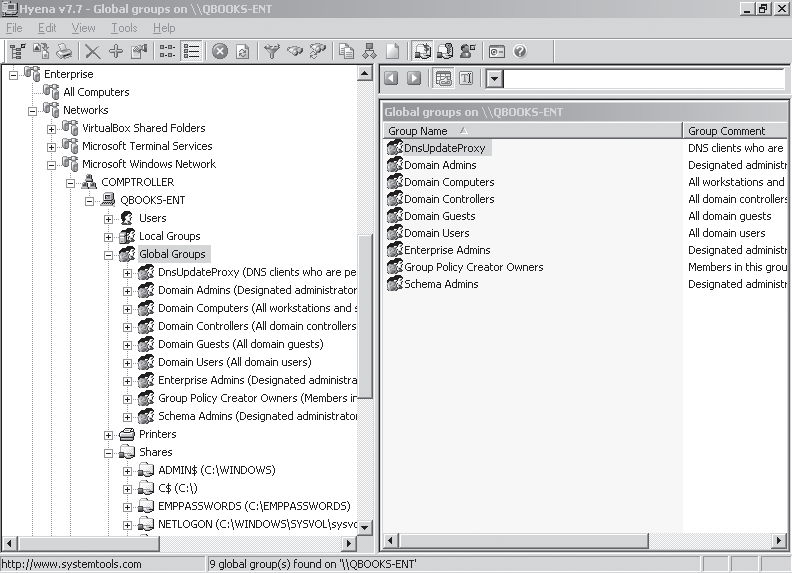 Hyena v7.7 - Global groups on \\QBOOKS-ENT
File Edit View Tools Help
Enterprise
All Computers
Networks
VirtualBox Shared Folders
Microsoft Terminal Services
Microsoft Windows Network
COMPTROLLER
QBOOKS-ENT
Users
Local Groups
Global Groups
DnsUpdateProxy (DNS clients who are pe
Domain Admins (Designated administrator
Domain Computers (All workstations and s
Domain Controllers (All domain controllers
Domain Guests (All domain guests)
Domain Users (All domain users)
Enterprise Admins (Designated administra
Group Policy Creator Owners (Members in
Schema Admins (Designated administrator
Printers
Shares
ADMIN$ (C:\WINDOWS)
C$ (C:\)
EMPPASSWORDS (C:\EMPPASSWORDS)
NETLOGON (C:\WINDOWS\SYSVOL\sysvo
Global groups on \\QBOOKS-ENT
Group Name Group Comment
DnsUpdateProxy DNS clients who are
Domain Admins Designated administr
Domain Computers All workstations and
Domain Controllers All domain controllers
Domain Guests All domain guests
Domain Users All domain users
Enterprise Admins Designated administr
Group Policy Creator Owners Members in this grou
Schema Admins Designated administr
http://www.systemtools.com 9 global group(s) found on '\\QBOOKS-ENT'